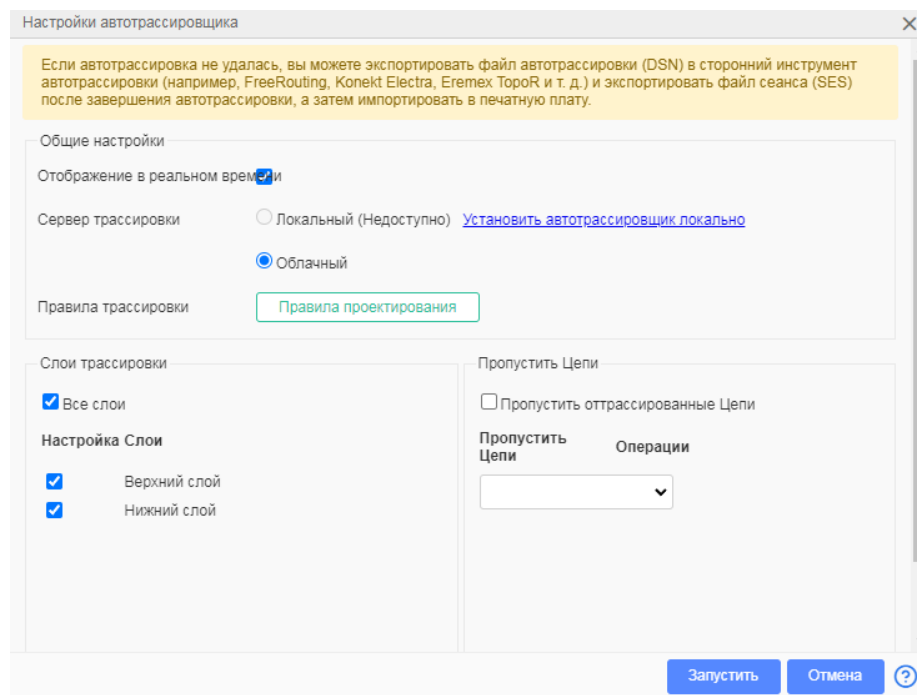 Настройки автотрассировщика
Если автотрассировка не удалась, вы можете экспортировать файл автотрассировки (DSN) в сторонний инструмент
автотрассировки (например, FreeRouting, Konekt Electra, Eremex TopoR и т. д.) и экспортировать файл сеанса (SES)
после завершения автотрассировки, а затем импортировать в печатную плату.
Общие настройки
Отображение в реальном времени
Сервер трассировки
Локальный (Недоступно) Установить автотрассировщик локально
Облачный
Правила трассировки
Правила проектирования
Слои трассировки
Все слои
Настройка Слои
Верхний слой
Нижний слой
Пропустить Цепи
Пропустить оттрассированные Цепи
Пропустить
Цепи
Операции
Запустить
Отмена
?